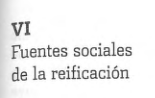 VI
Fuentes sociales
de la reificación